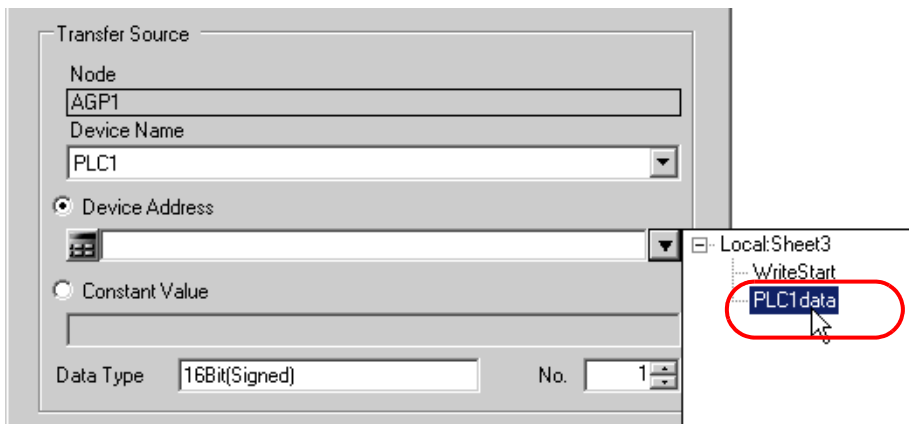 Transfer Source
Node
AGP1
Device Name
PLC1
Device Address
Local:Sheet3
WriteStart
PLC1data
Constant Value
Data Type 16Bit(Signed) No. 1